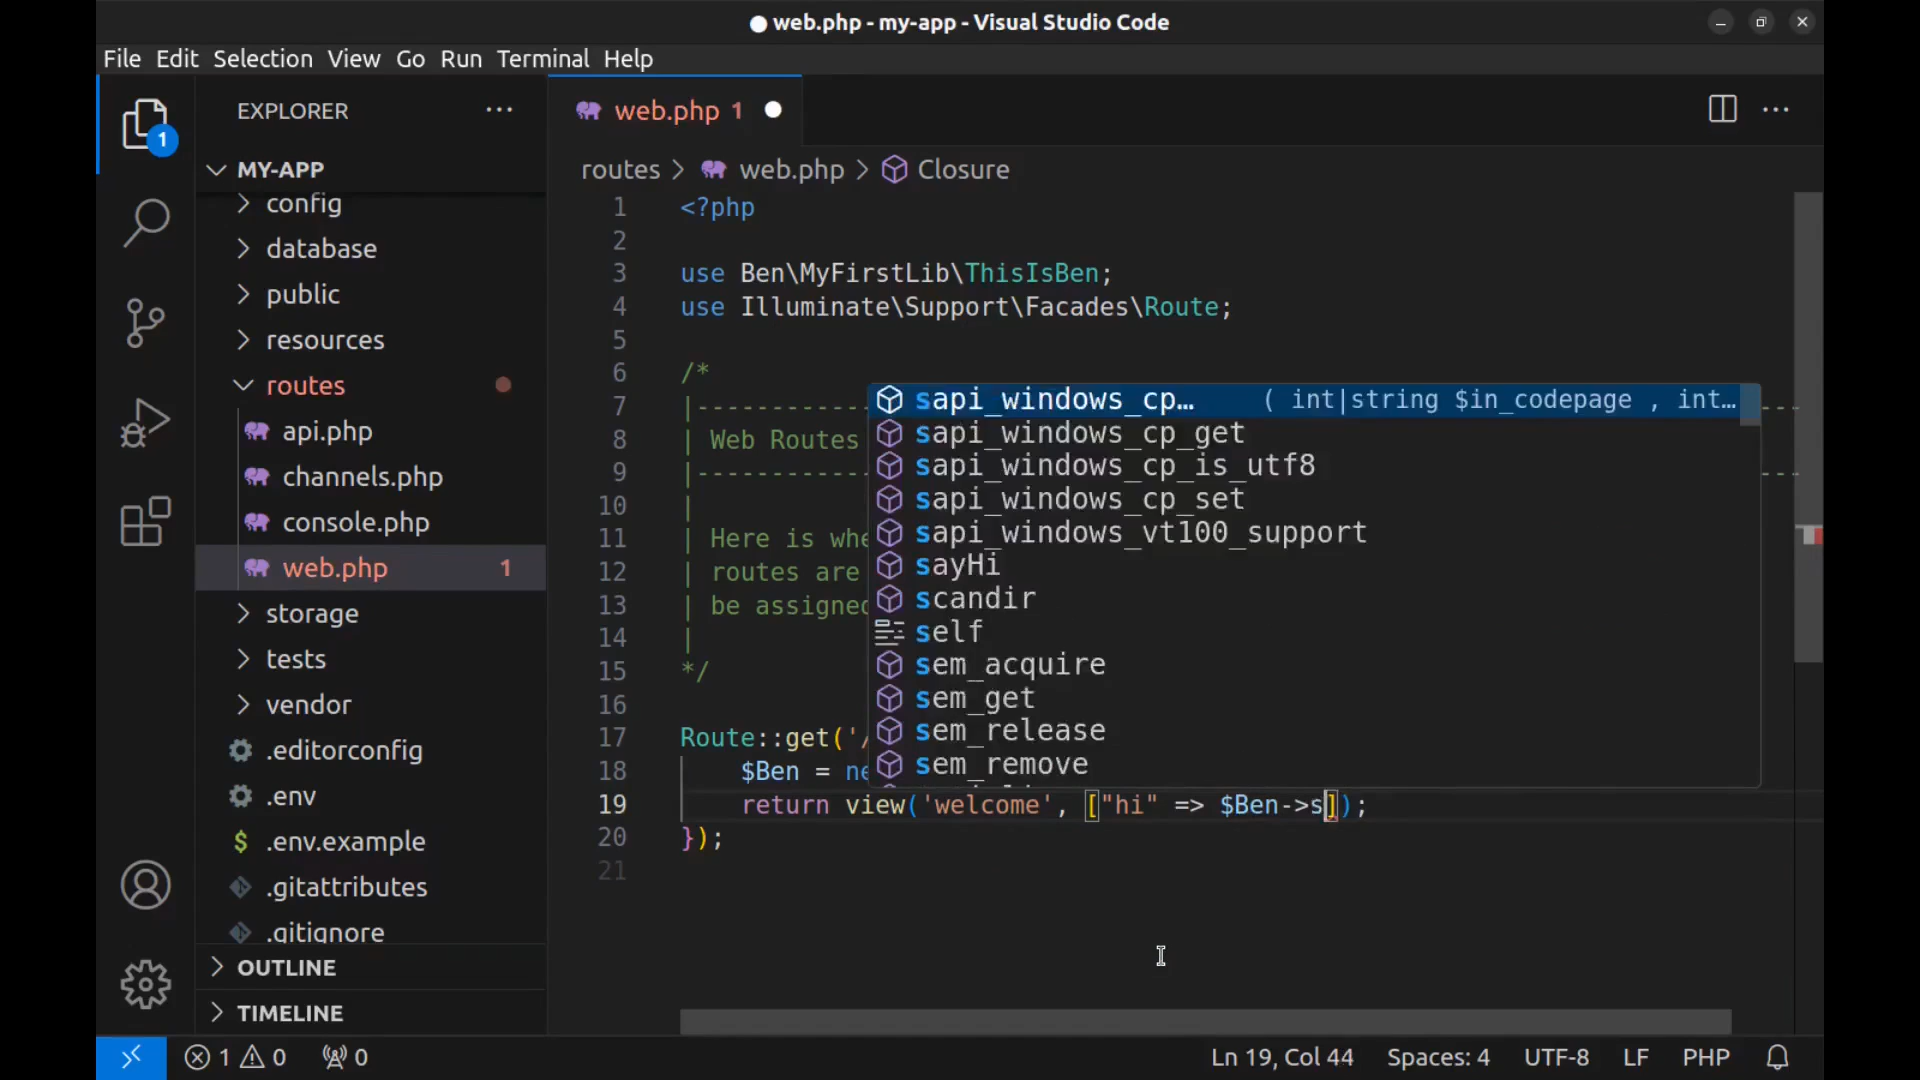 web.php - my-app - Visual Studio Code
File Edit Selection View Go Run Terminal Help
EXPLORER
1
MY-APP
config
database
public
resources
routes
api.php
channels.php
console.php
web.php 1
storage
tests
vendor
.editorconfig
.env
.env.example
.gitattributes
.gitignore
OUTLINE
TIMELINE
web.php 1
routes > web.php > Closure
1 <?php
2
3 use Ben\MyFirstLib\ThisIsBen;
4 use Illuminate\Support\Facades\Route;
5
6 /*
7 |------------
8 | Web Routes
9 |------------
10 |
11 | Here is whe
12 | routes are
13 | be assigned
14 |
15 */
16
17 Route::get('/
18 $Ben = ne
19 return view('welcome', ["hi" => $Ben->s]);
20 });
21
sapi_windows_cp… ( int|string $in_codepage , int…
sapi_windows_cp_get
sapi_windows_cp_is_utf8
sapi_windows_cp_set
sapi_windows_vt100_support
sayHi
scandir
self
sem_acquire
sem_get
sem_release
sem_remove
1 0 0 Ln 19, Col 44 Spaces: 4 UTF-8 LF PHP